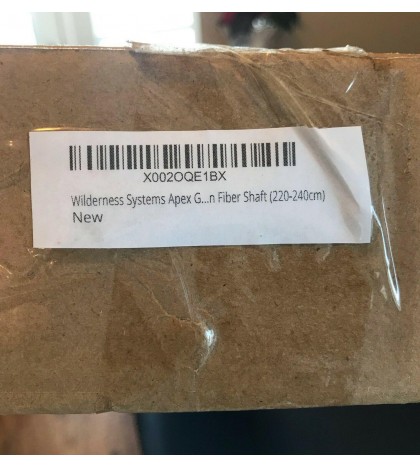 X002OQE1BX
Wilderness Systems Apex G...n Fiber Shaft (220-240cm)
New